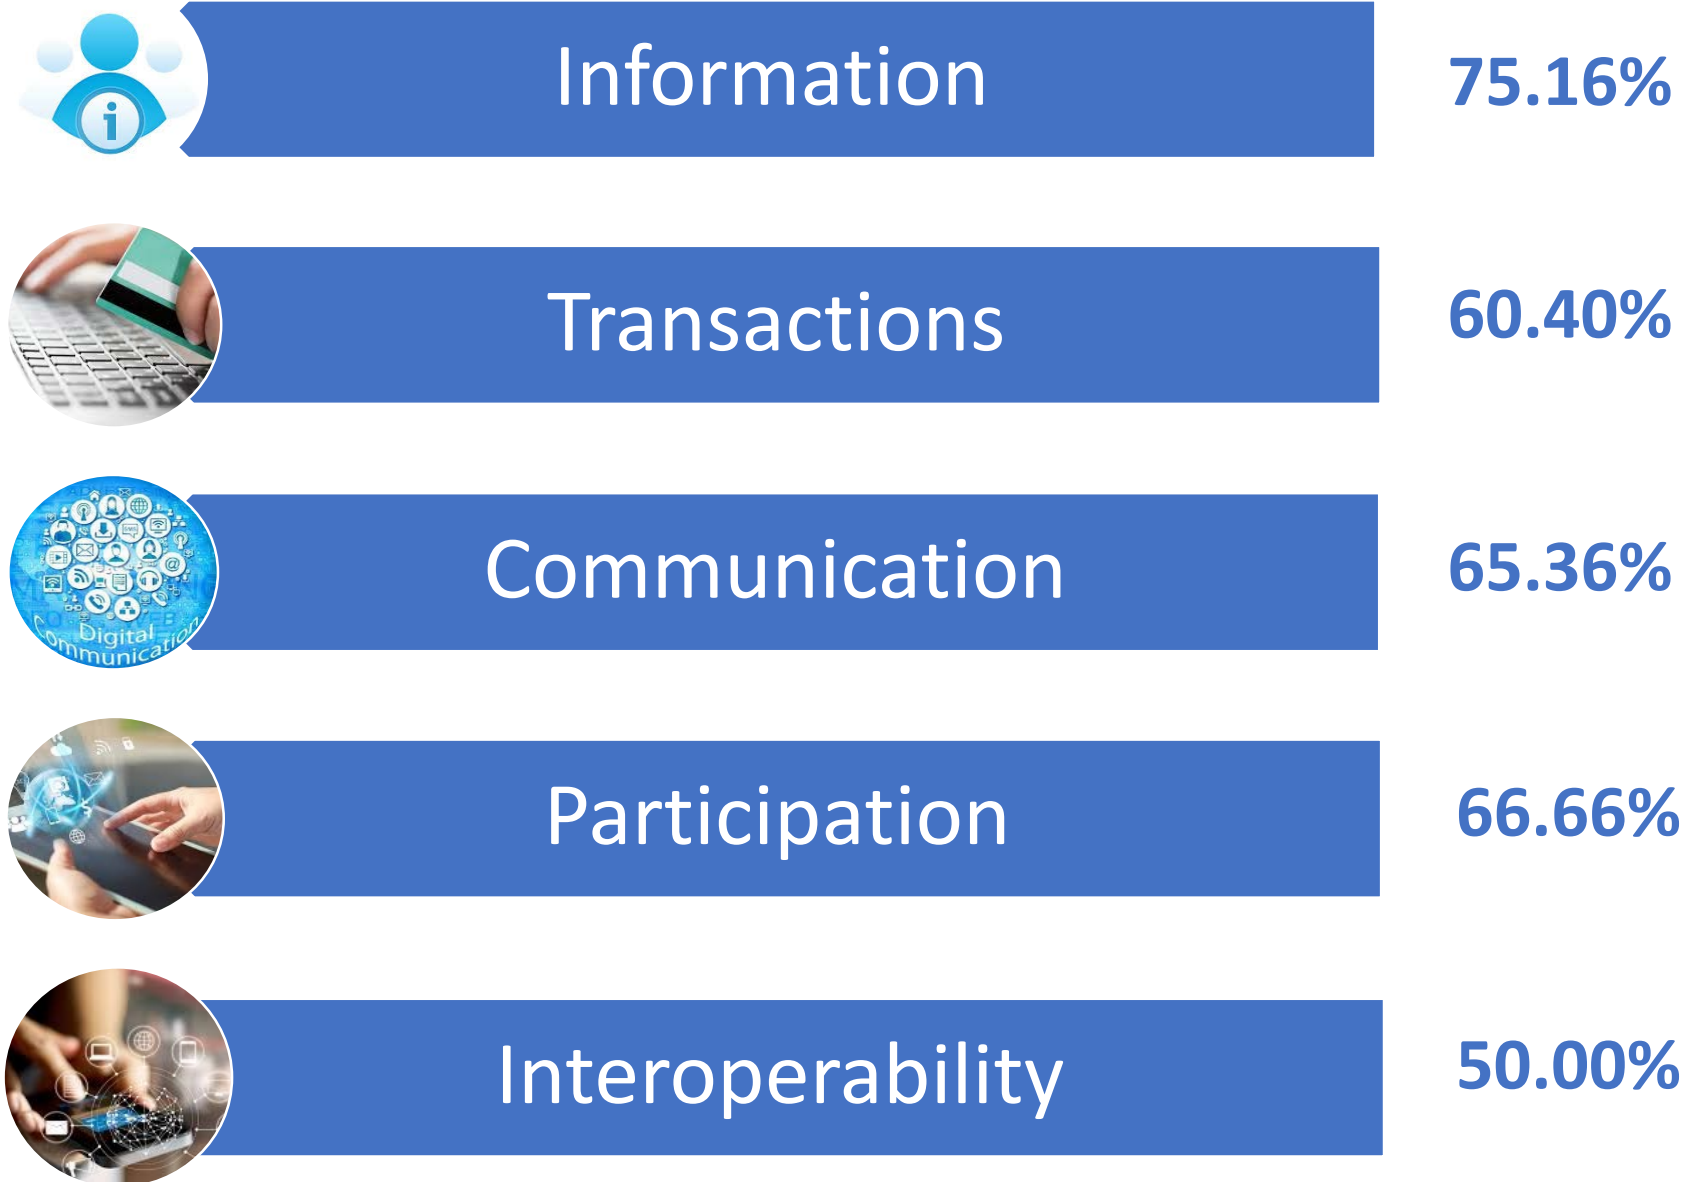 i
Information
75.16%
Transactions
60.40%
Digital
Communication
Communication
65.36%
Participation
66.66%
Interoperability
50.00%